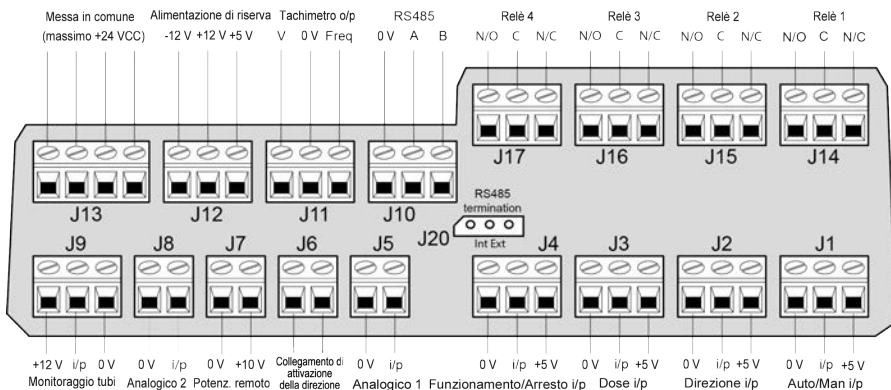 Messa in comune Alimentazione di riserva Tachimetro o/p RS485 Relè 4 Relè 3 Relè 2 Relè 1
(massimo +24 VCC) -12 V +12 V +5 V V 0 V Freq 0 V A B N/O C N/C N/O C N/C N/O C N/C N/O C N/C
J17 J16 J15 J14
J13 J12 J11 J10
RS485
termination
J20
Int Ext
J9 J8 J7 J6 J5 J4 J3 J2 J1
+12 V i/p 0 V 0 V i/p 0 V +10 V Collegamento di 0 V i/p 0 V i/p +5 V 0 V i/p +5 V 0 V i/p +5 V 0 V i/p +5 V
attivazione
Monitoraggio tubi Analogico 2 Potenz. remoto della direzione Analogico 1 Funzionamento/Arresto i/p Dose i/p Direzione i/p Auto/Man i/p